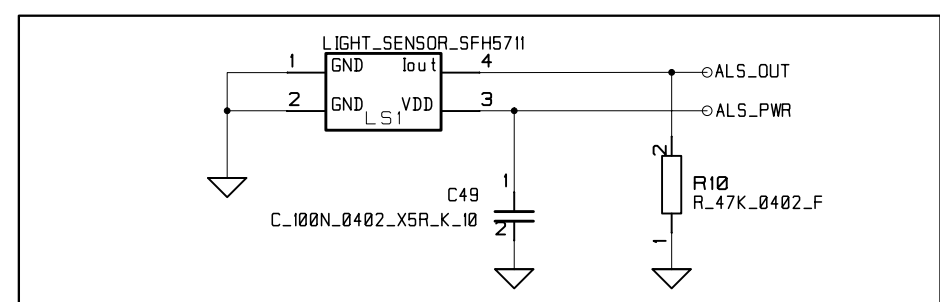 LIGHT_SENSOR_SFH5711
1 GND Iout 4 ALS_OUT
2 GND VDD 3 ALS_PWR
LS1
2
1 R10
C49 R_47K_0402_F
C_100N_0402_X5R_K_10
2
1